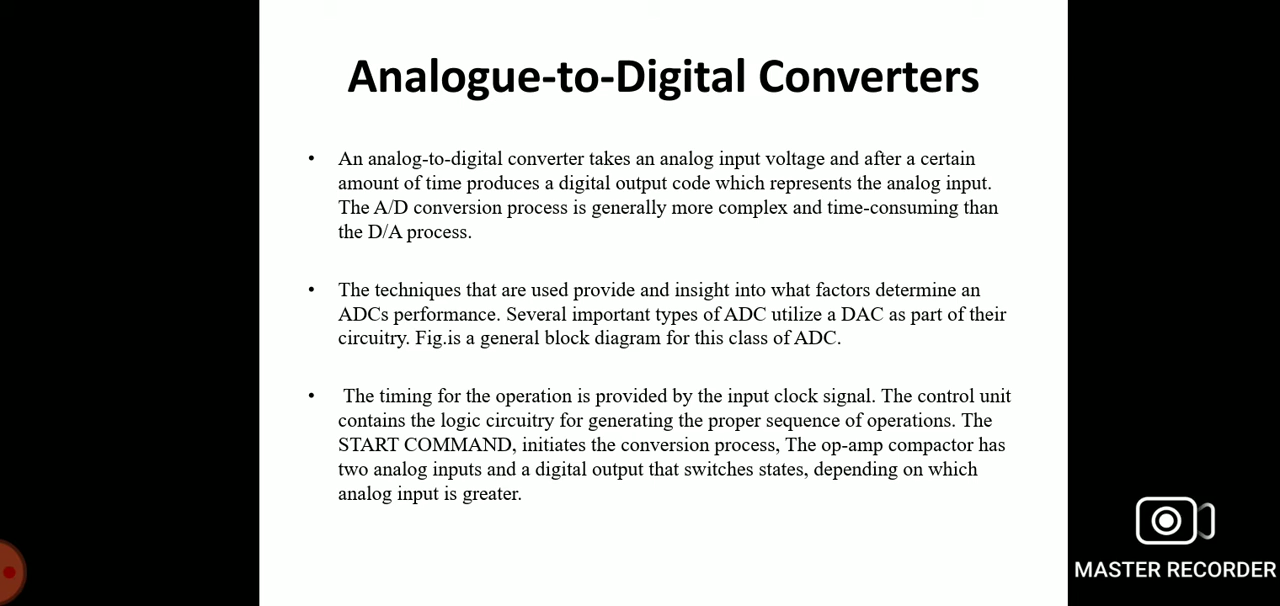 Analogue-to-Digital Converters
• An analog-to-digital converter takes an analog input voltage and after a certain
amount of time produces a digital output code which represents the analog input.
The A/D conversion process is generally more complex and time-consuming than
the D/A process.
• The techniques that are used provide and insight into what factors determine an
ADCs performance. Several important types of ADC utilize a DAC as part of their
circuitry. Fig.is a general block diagram for this class of ADC.
• The timing for the operation is provided by the input clock signal. The control unit
contains the logic circuitry for generating the proper sequence of operations. The
START COMMAND, initiates the conversion process, The op-amp compactor has
two analog inputs and a digital output that switches states, depending on which
analog input is greater.
MASTER RECORDER